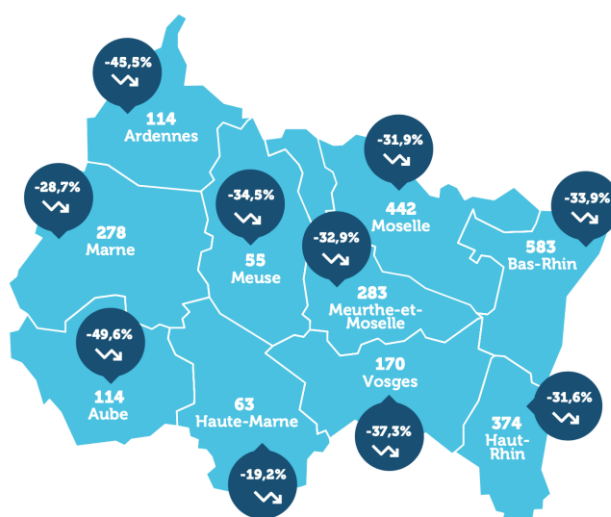 -45,5%
114
Ardennes
-31,9%
442
Moselle
-28,7%
278
Marne
-34,5%
55
Meuse
-32,9%
283
Meurthe-et-
Moselle
-33,9%
583
Bas-Rhin
-49,6%
114
Aube
63
Haute-Marne
-19,2%
170
Vosges
-37,3%
-31,6%
374
Haut-
Rhin